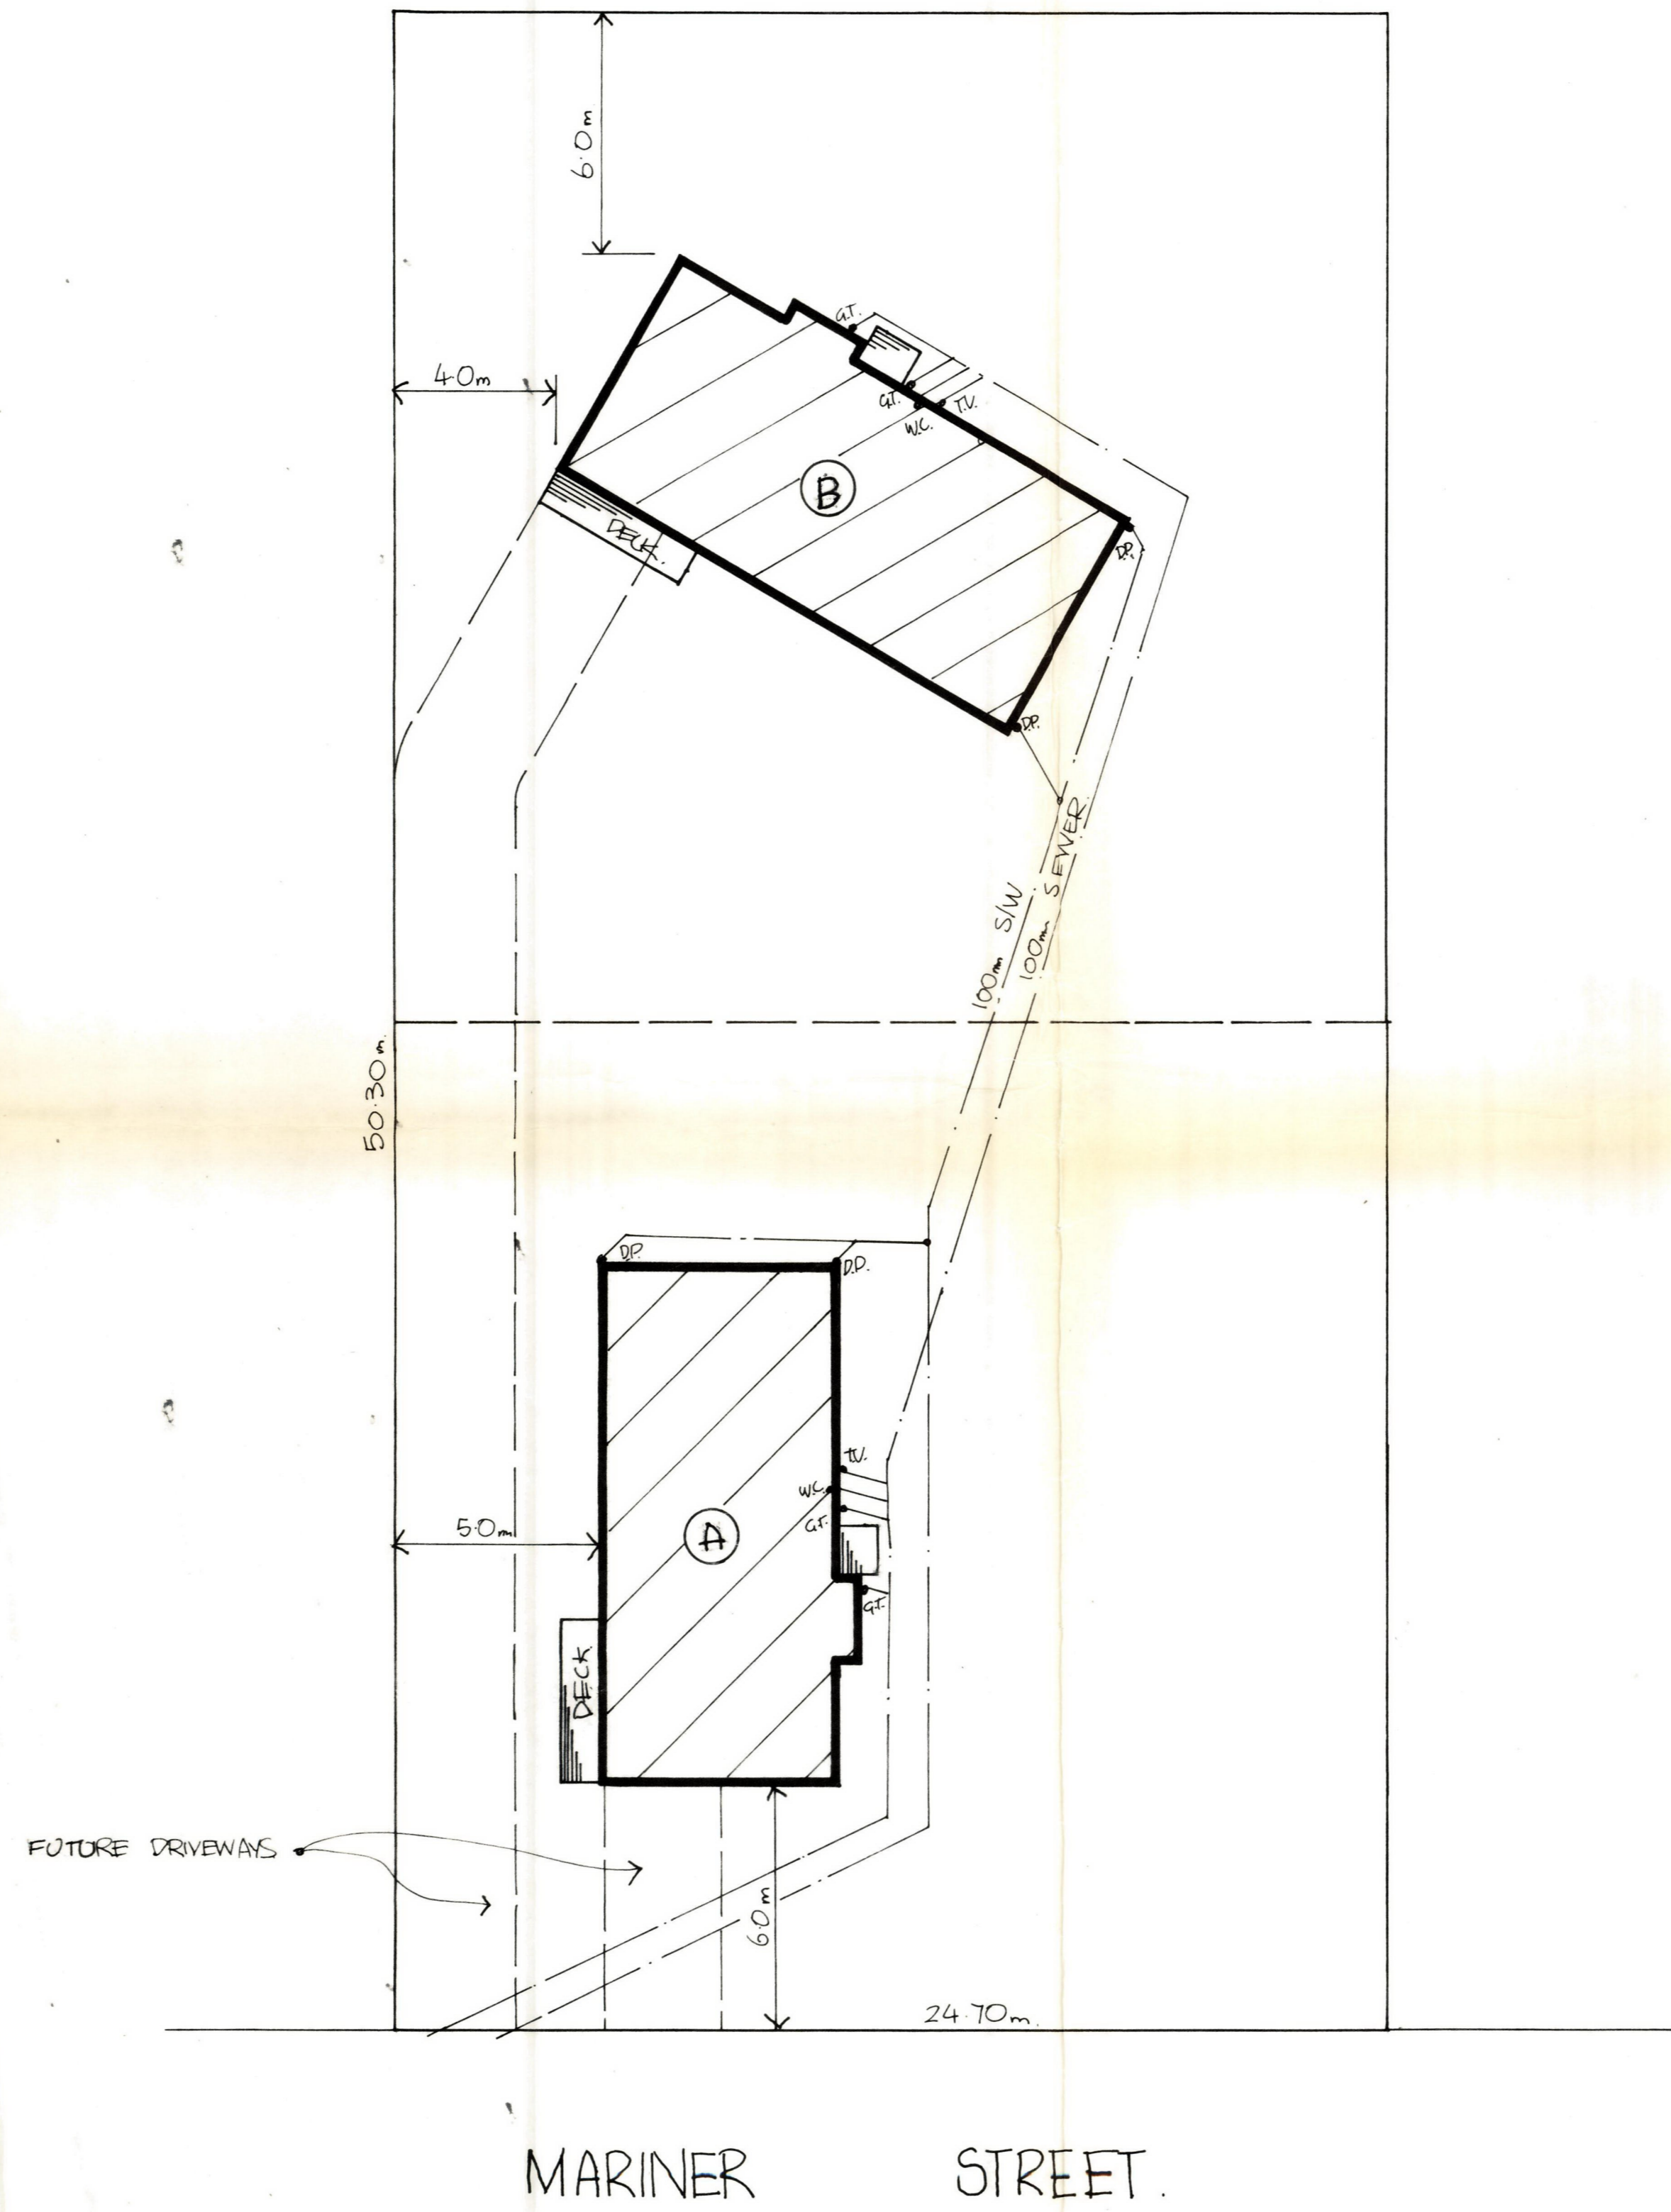 6.0m
4.0m
G.T.
G.T.
T.V.
W.C.
B
DECK.
D.P.
D.P.
100mm S/W
100mm SEWER.
50.30m.
D.P.
D.P.
T.V.
W.C.
G.T.
5.0m
A
G.T.
DECK
FUTURE DRIVEWAYS
6.0m
24.70m.
MARINER STREET.